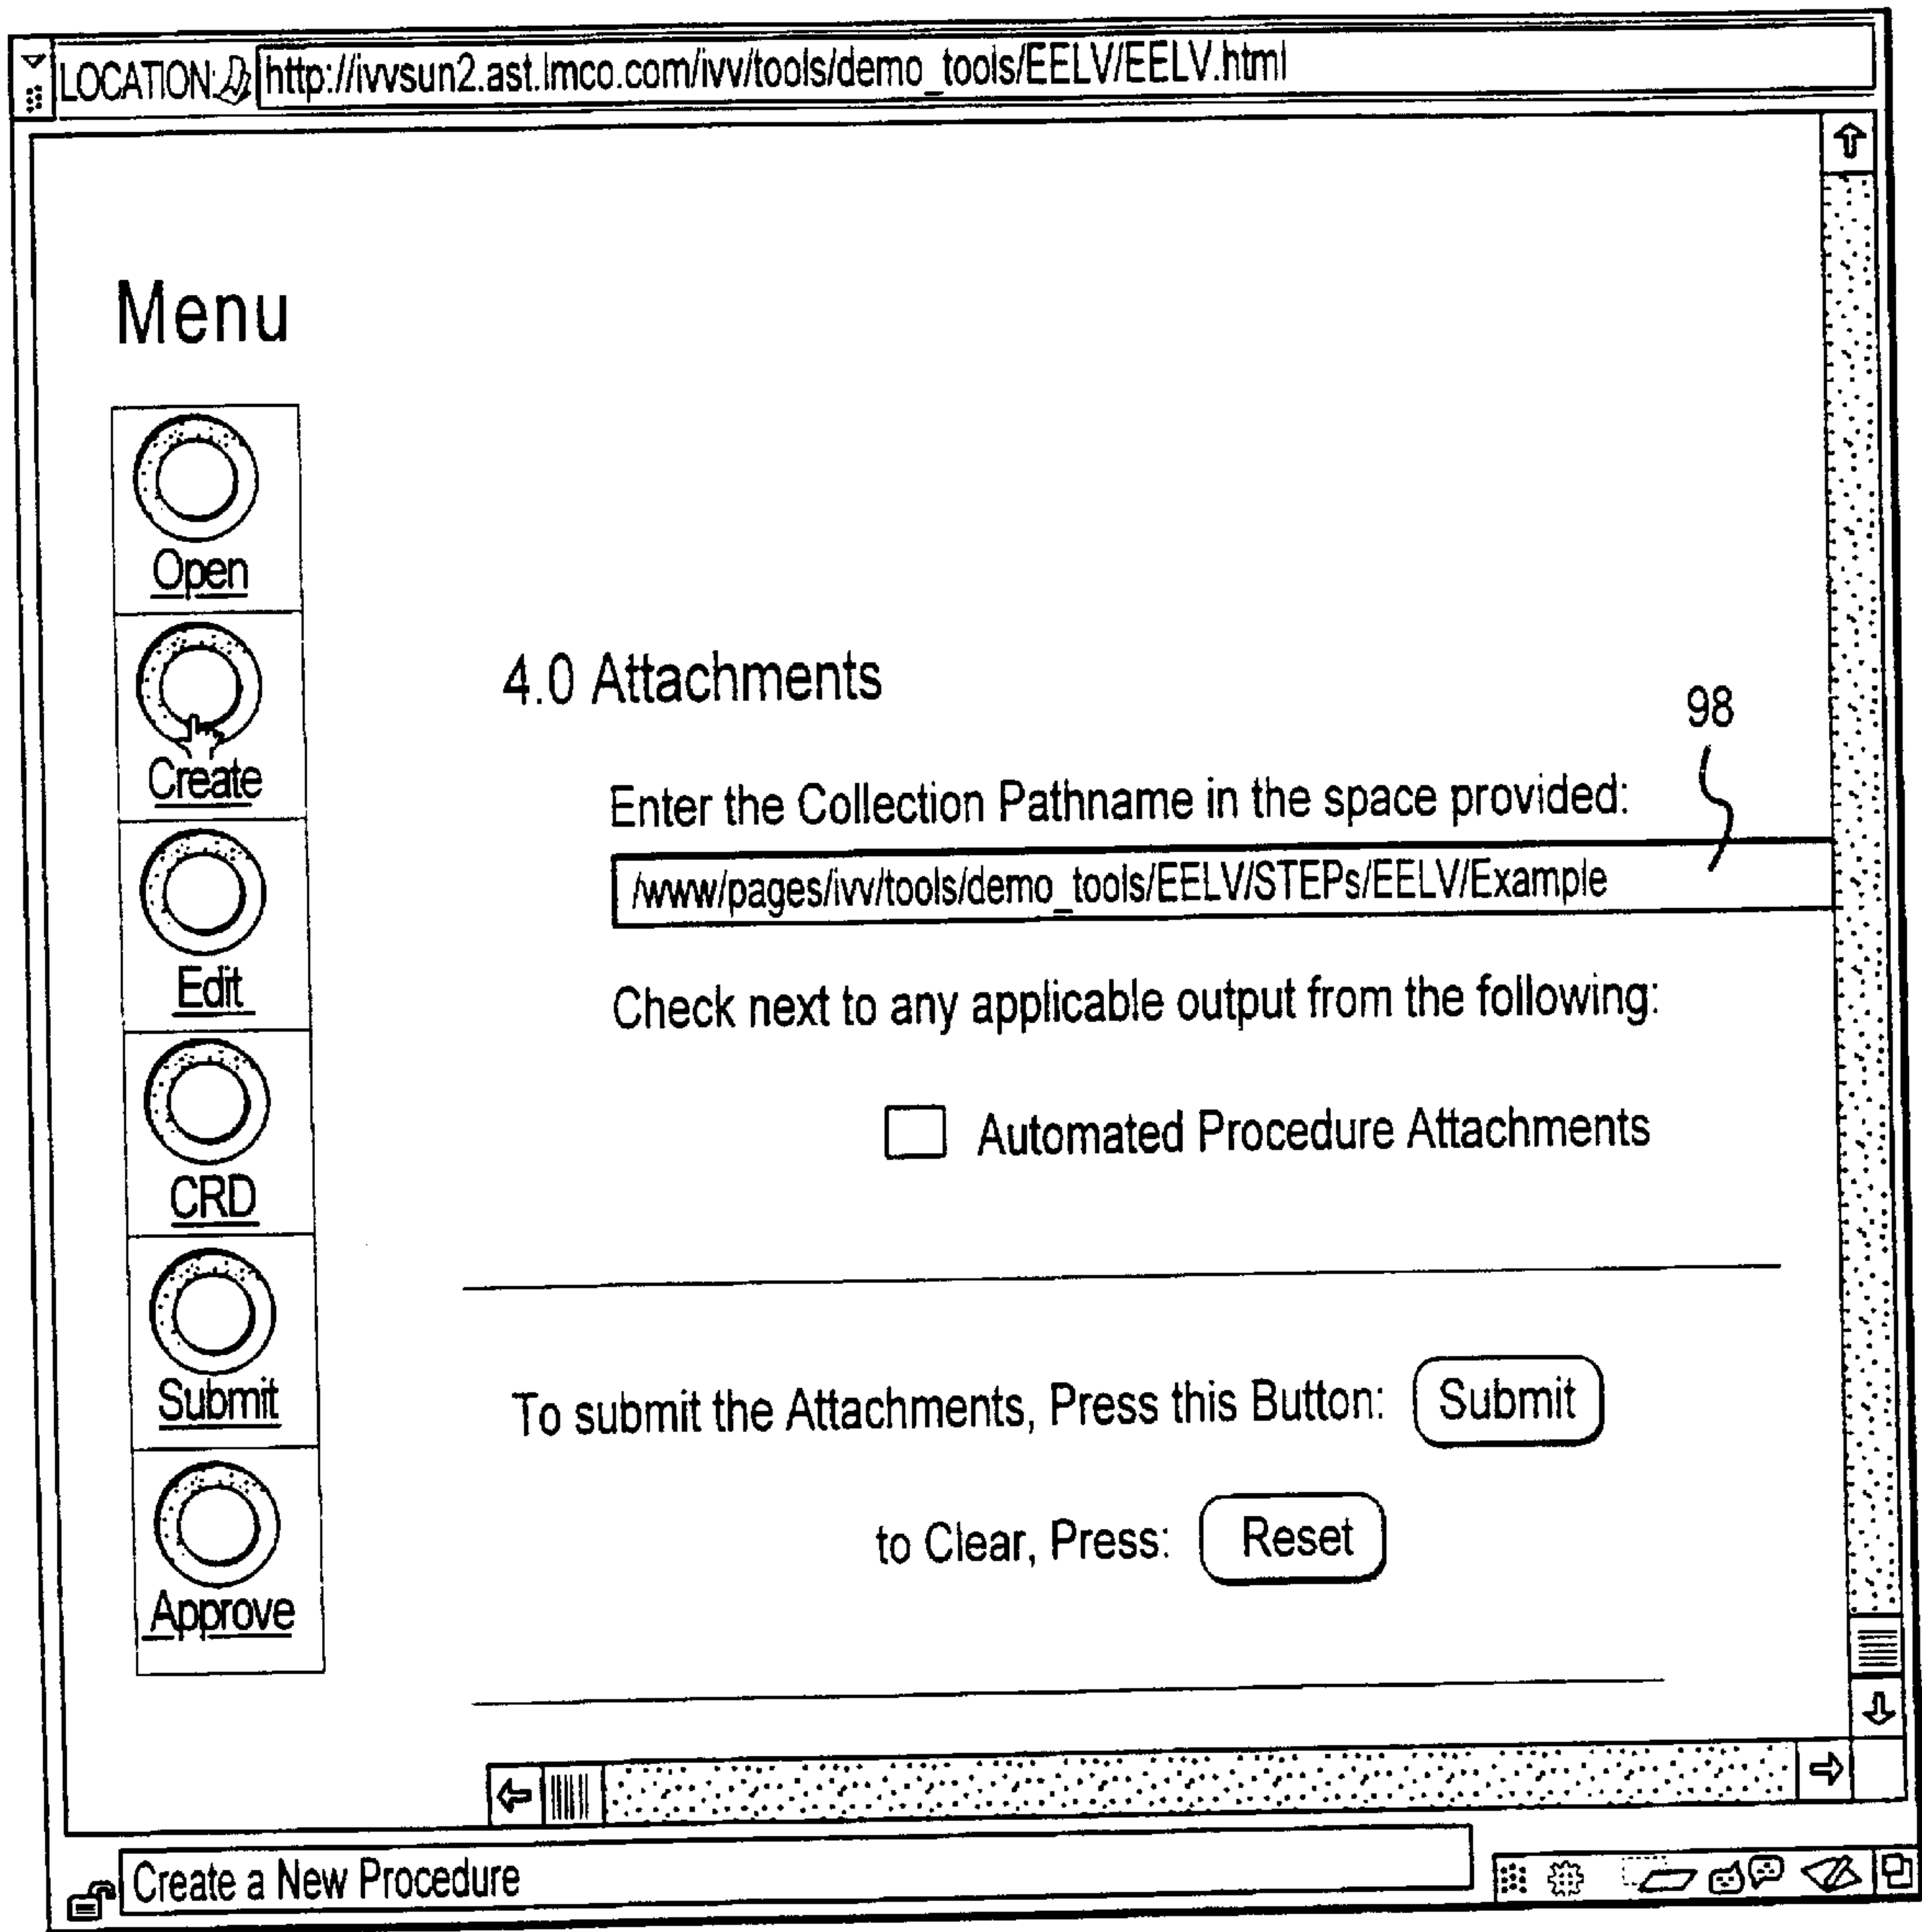 LOCATION: http://ivvsun2.ast.lmco.com/ivv/tools/demo_tools/EELV/EELV.html
Menu
Open
Create
Edit
CRD
Submit
Approve
4.0 Attachments
98
Enter the Collection Pathname in the space provided:
/www/pages/ivv/tools/demo_tools/EELV/STEPs/EELV/Example
Check next to any applicable output from the following:
Automated Procedure Attachments
To submit the Attachments, Press this Button: Submit
to Clear, Press: Reset
Create a New Procedure